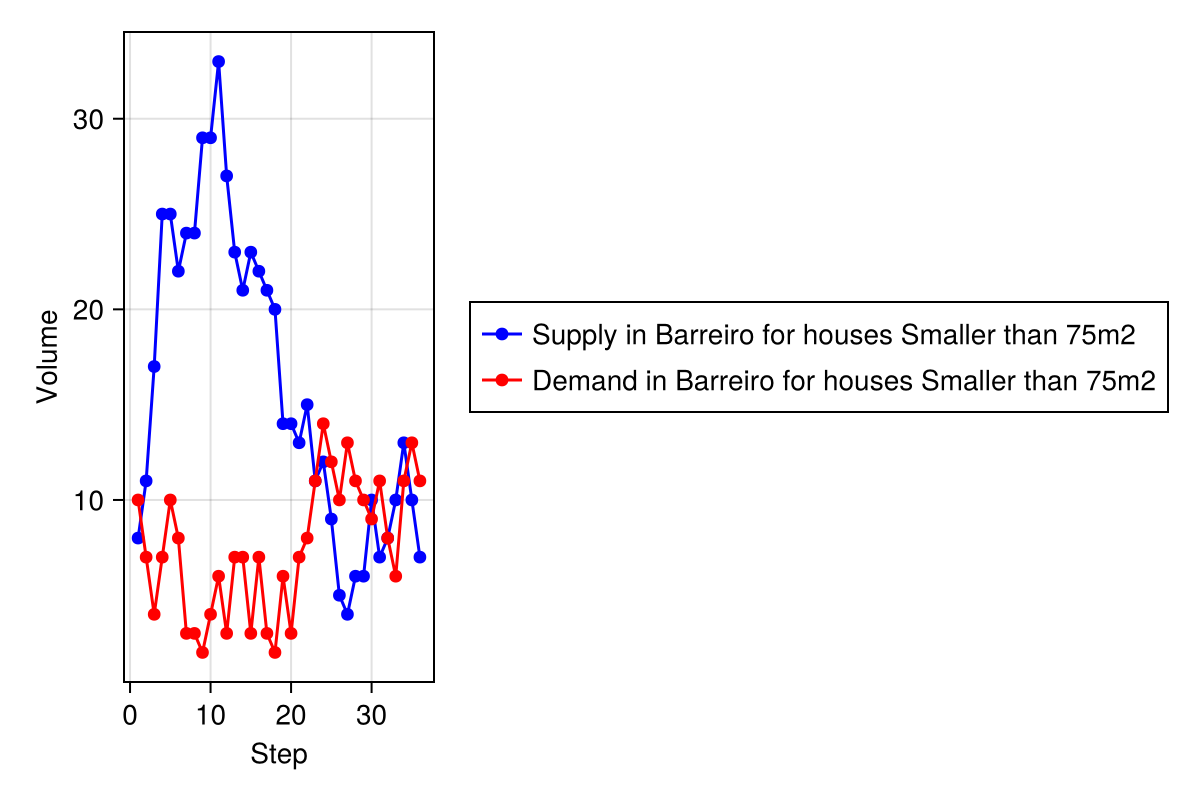 Volume
30
20
10
0 10 20 30
Step
Supply in Barreiro for houses Smaller than 75m2
Demand in Barreiro for houses Smaller than 75m2